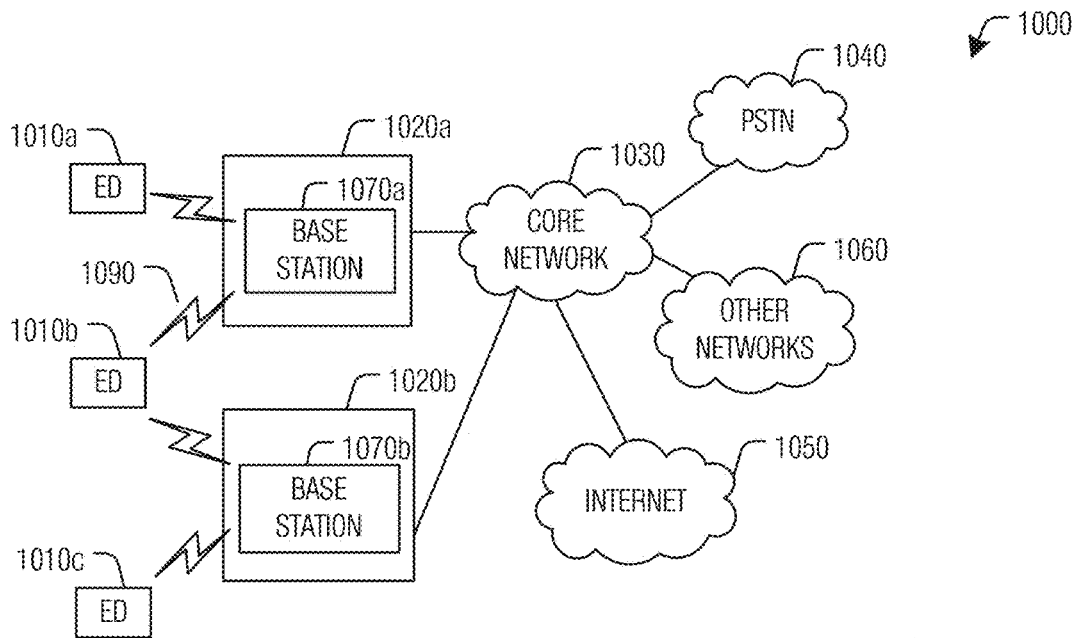 1000
1040
PSTN
1010a
ED
1020a
1070a
BASE
STATION
1030
CORE
NETWORK
1060
OTHER
NETWORKS
1090
1010b
ED
1020b
1070b
BASE
STATION
1050
INTERNET
1010c
ED